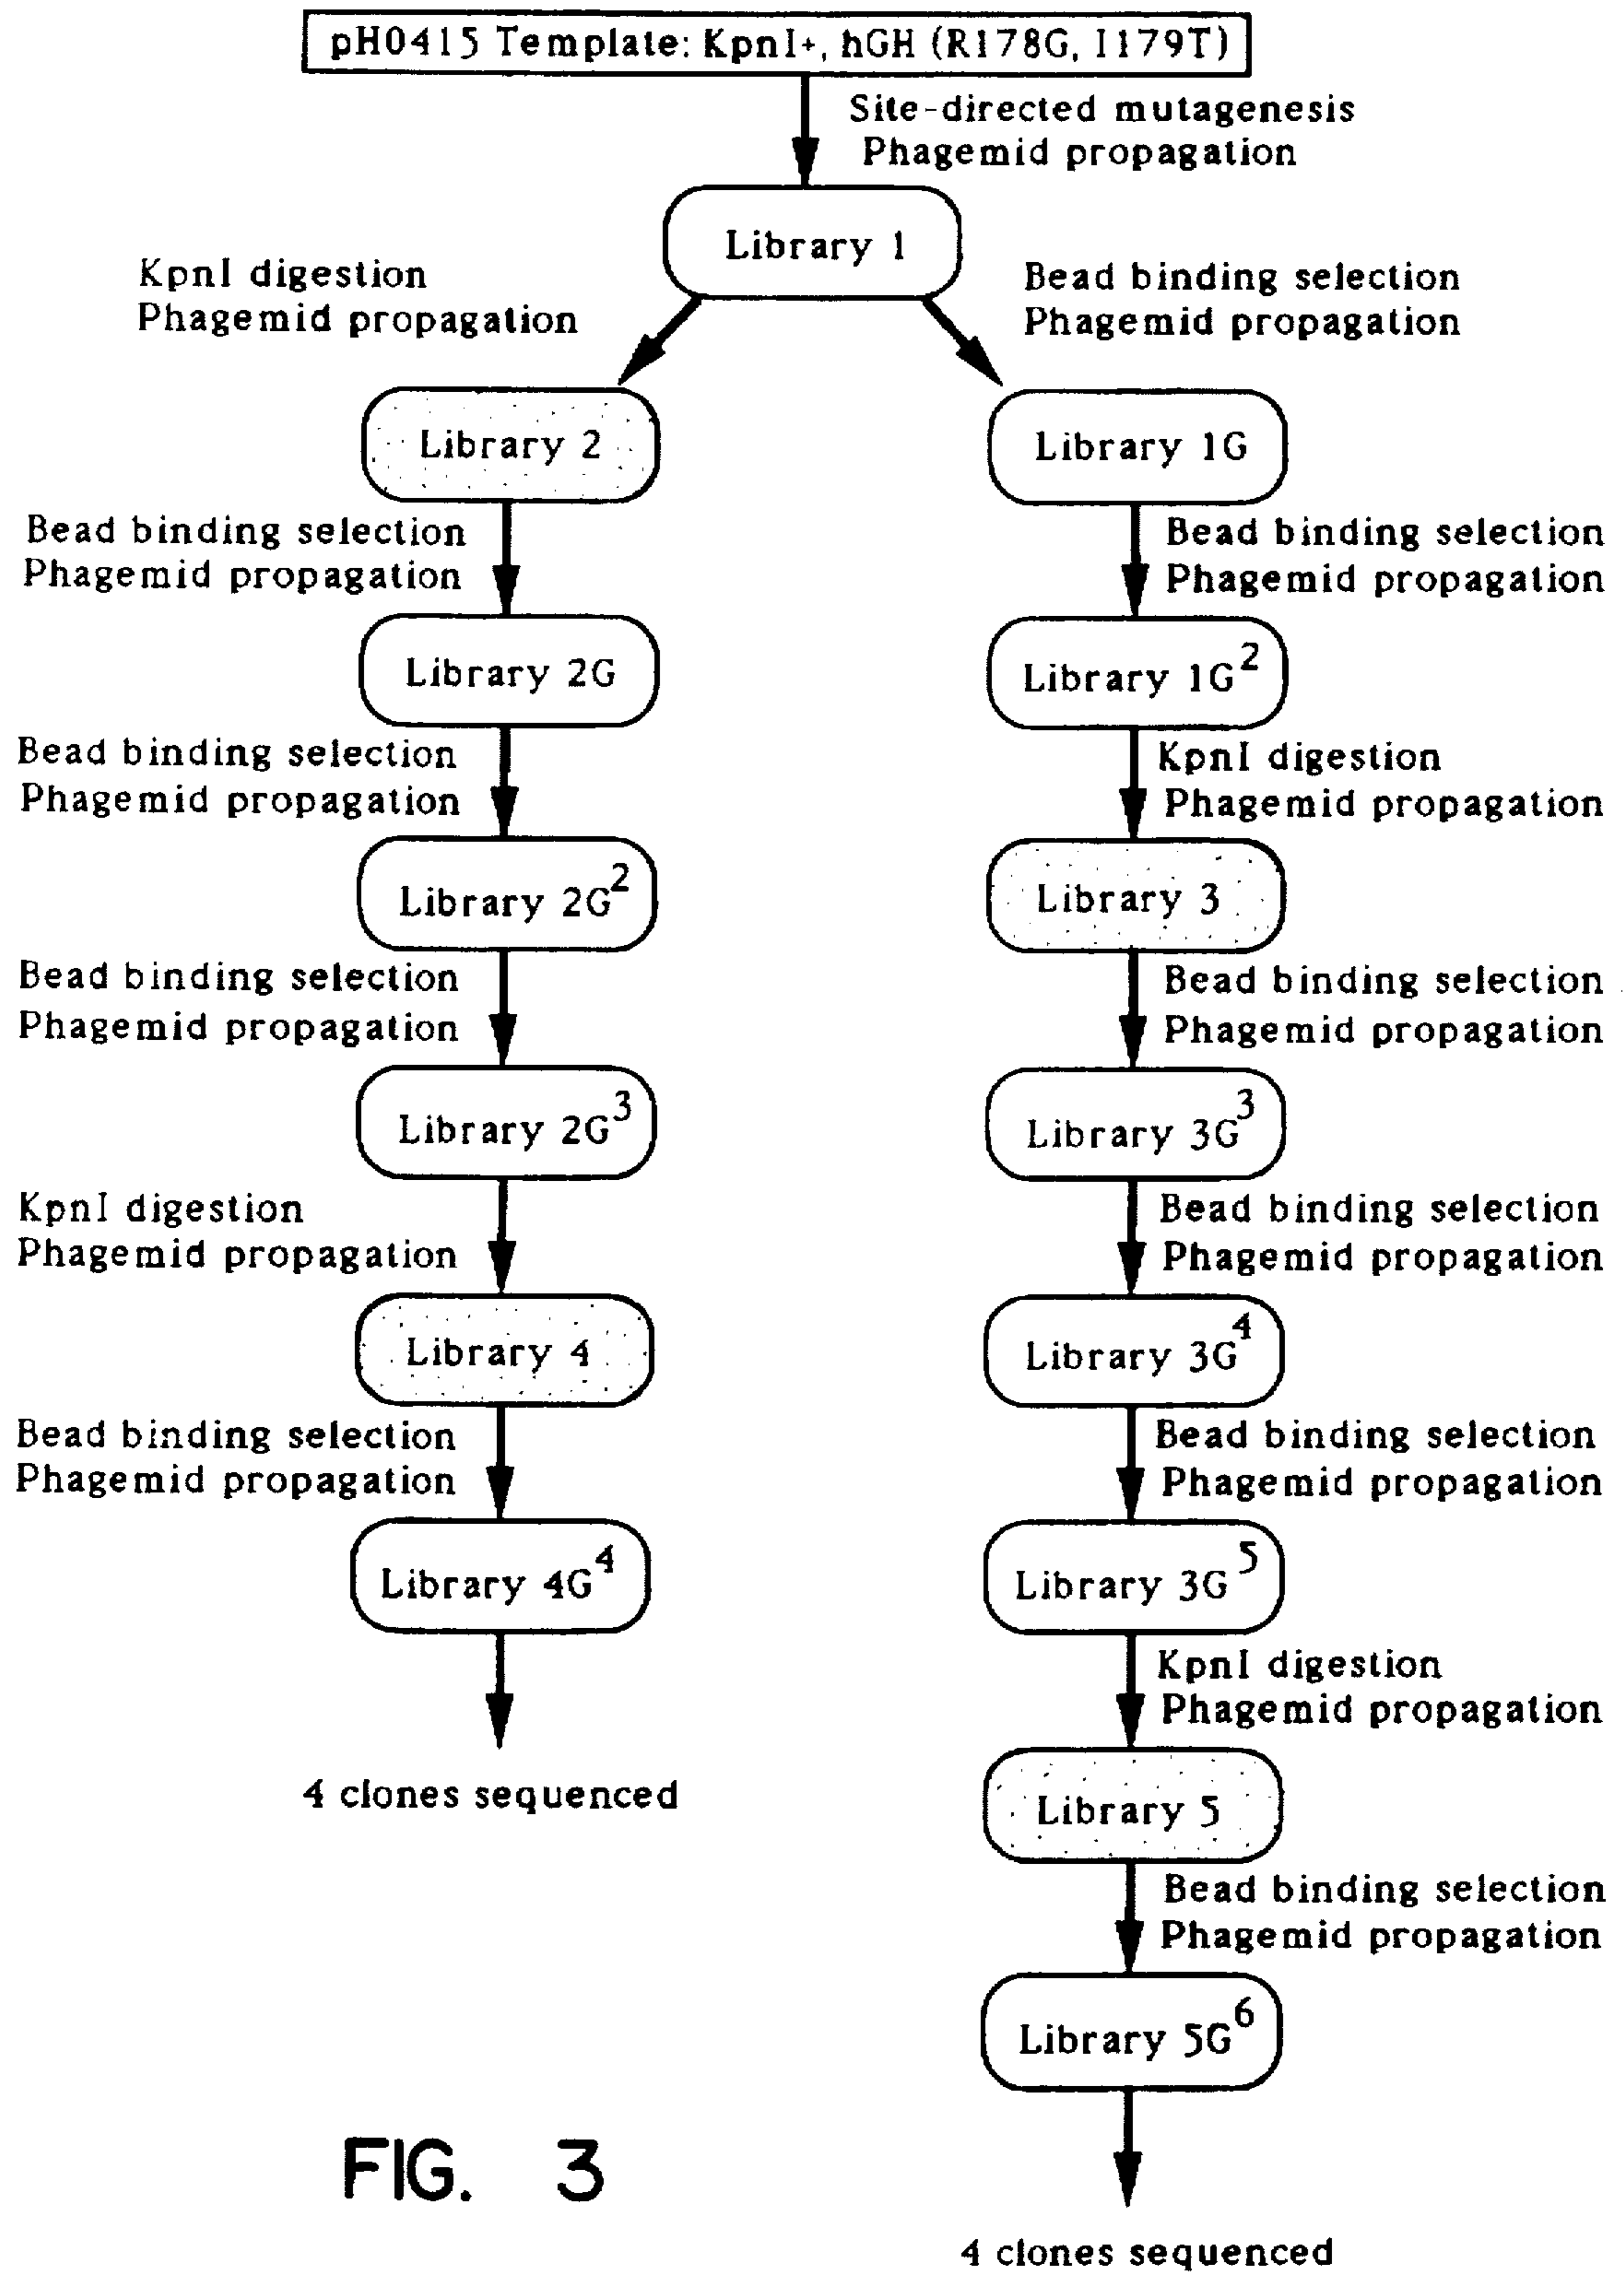 pH0415 Template: KpnI+, hGH (R178G, I179T)
Site-directed mutagenesis
Phagemid propagation
Library 1
KpnI digestion
Phagemid propagation
Bead binding selection
Phagemid propagation
Library 2
Library 1G
Bead binding selection
Phagemid propagation
Bead binding selection
Phagemid propagation
Library 2G
Library 1G²
Bead binding selection
Phagemid propagation
KpnI digestion
Phagemid propagation
Library 2G²
Library 3
Bead binding selection
Phagemid propagation
Bead binding selection
Phagemid propagation
Library 2G³
Library 3G³
KpnI digestion
Phagemid propagation
Bead binding selection
Phagemid propagation
Library 4
Library 3G⁴
Bead binding selection
Phagemid propagation
Bead binding selection
Phagemid propagation
Library 4G⁴
Library 3G⁵
KpnI digestion
Phagemid propagation
4 clones sequenced
Library 5
Bead binding selection
Phagemid propagation
Library 5G⁶
FIG. 3
4 clones sequenced